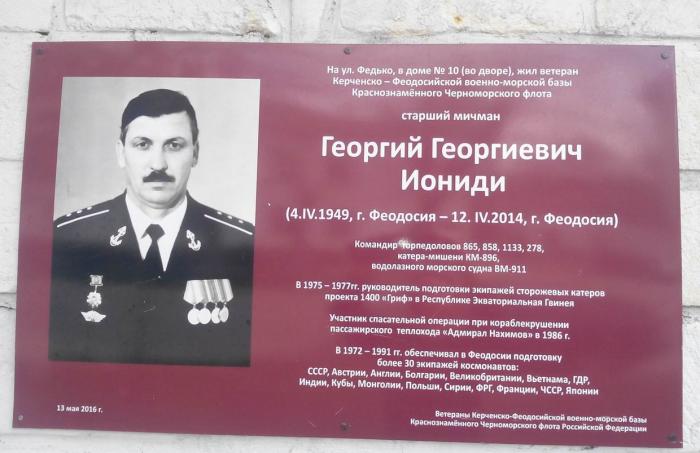 На ул. Федько, в доме № 10 (во дворе), жил ветеран
Керченско – Феодосийской военно-морской базы
Краснознамённого Черноморского флота
старший мичман
Георгий Георгиевич
Иониди
(4.IV.1949, г. Феодосия – 12. IV.2014, г. Феодосия)
Командир Торпедоловов 865, 858, 1133, 278,
катера-мишени КМ-896,
водолазного морского судна ВМ-911
В 1975 – 1977гг. руководитель подготовки экипажей сторожевых катеров
проекта 1400 «Гриф» в Республике Экваториальная Гвинея
Участник спасательной операции при кораблекрушении
пассажирского теплохода «Адмирал Нахимов» в 1986 г.
В 1972 – 1991 гг. обеспечивал в Феодосии подготовку
более 30 экипажей космонавтов:
СССР, Австрии, Англии, Болгарии, Великобритании, Вьетнама, ГДР,
Индии, Кубы, Монголии, Польши, Сирии, ФРГ, Франции, ЧССР, Японии
13 мая 2016 г.
Ветераны Керченско-Феодосийской военно-морской базы
Краснознамённого Черноморского флота Российской Федерации